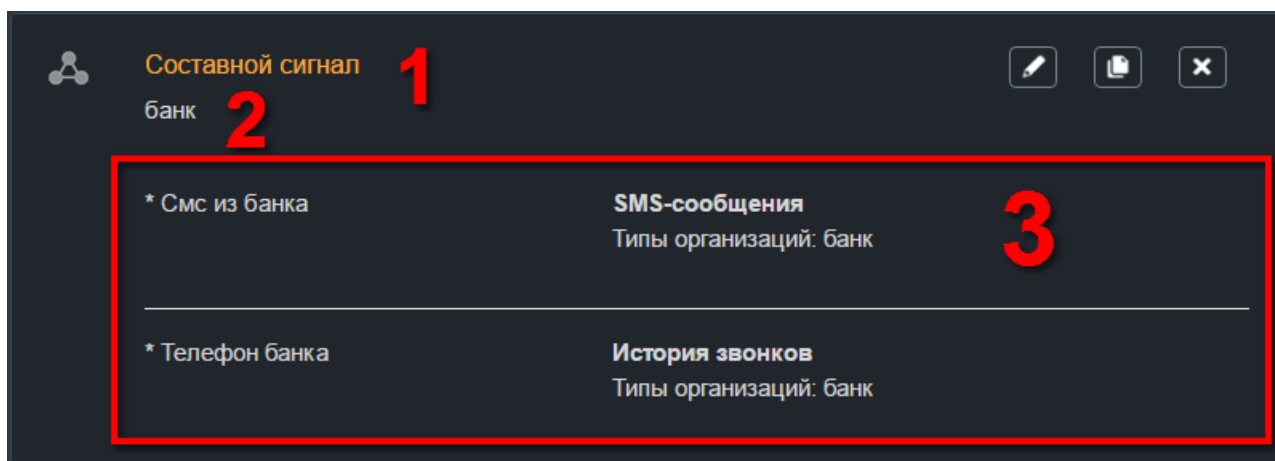 Составной сигнал 1
банк 2
* Смс из банка SMS-сообщения 3
Типы организаций: банк
* Телефон банка История звонков
Типы организаций: банк